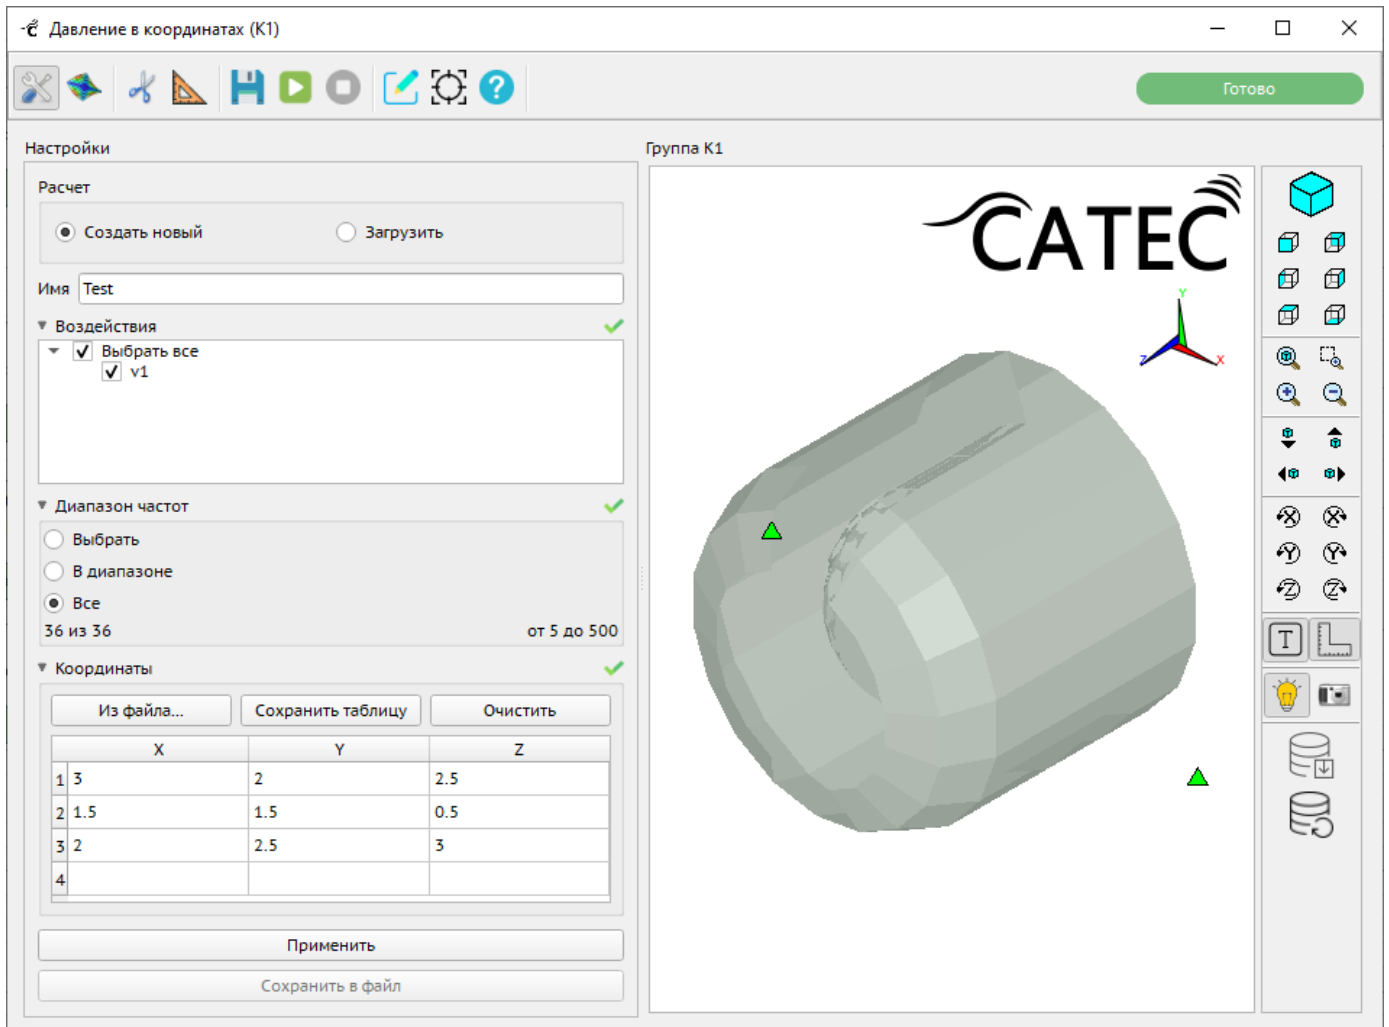 Давление в координатах (K1)
Готово
Настройки
Группа K1
Расчет
Создать новый Загрузить
Имя Test
Воздействия
Выбрать все
v1
Диапазон частот
Выбрать
В диапазоне
Все
36 из 36 от 5 до 500
Координаты
Из файла... Сохранить таблицу Очистить
X Y Z
1 3 2 2.5
2 1.5 1.5 0.5
3 2 2.5 3
4
Применить
Сохранить в файл
CATEC
Y
Z X
X X
Y Y
Z Z
T